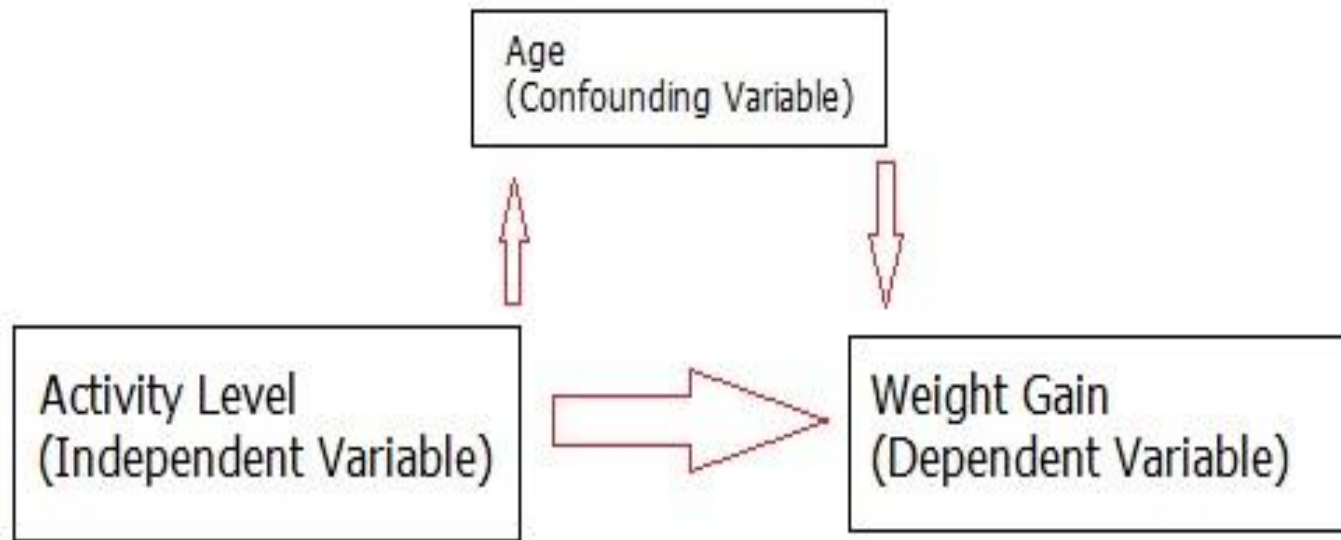 Age
(Confounding Variable)
Activity Level
(Independent Variable)
Weight Gain
(Dependent Variable)